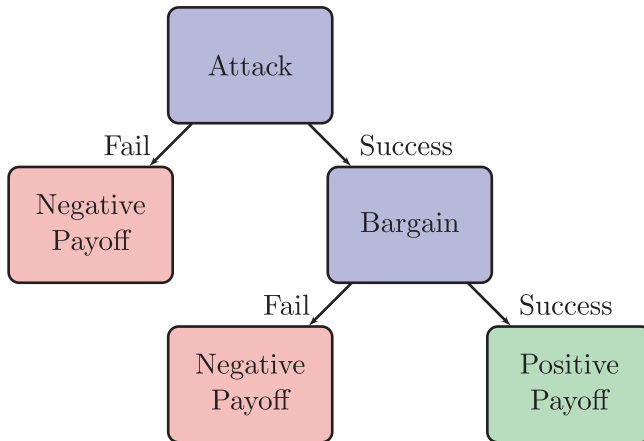 Attack
Fail
Success
Negative
Payoff
Bargain
Fail
Success
Negative
Payoff
Positive
Payoff